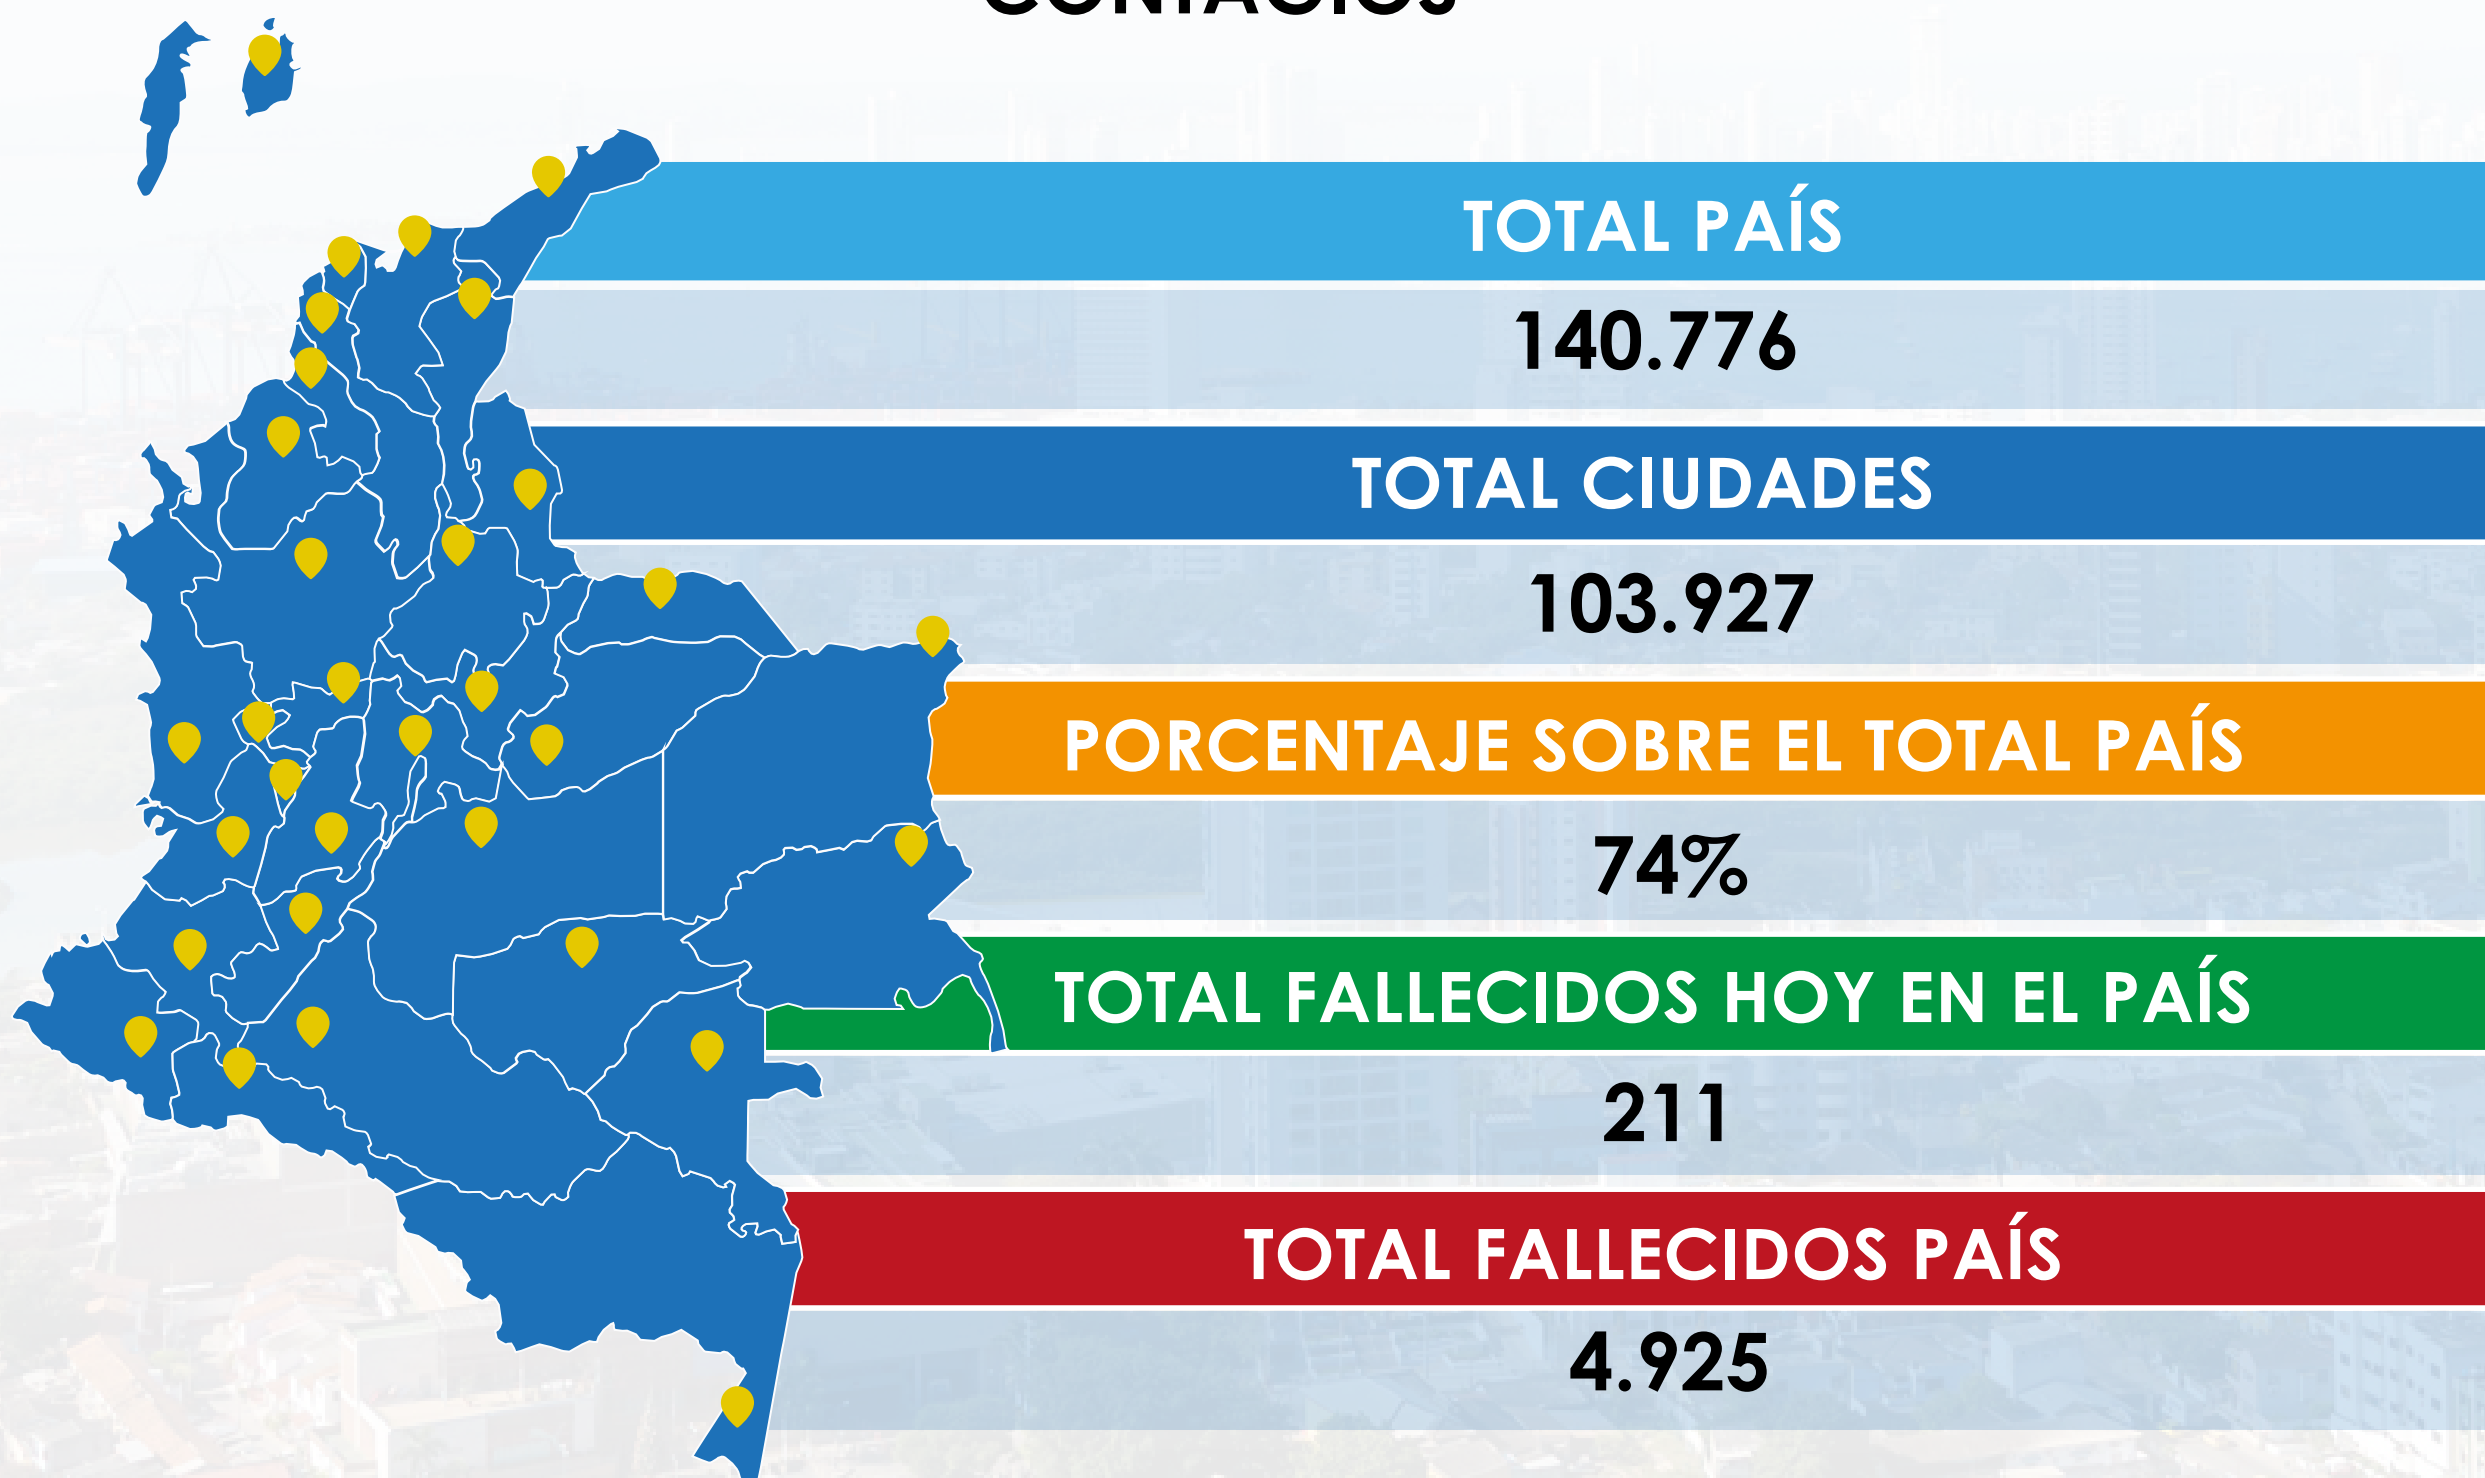 CONTAGIOS
TOTAL PAÍS
140.776
TOTAL CIUDADES
103.927
PORCENTAJE SOBRE EL TOTAL PAÍS
74%
TOTAL FALLECIDOS HOY EN EL PAÍS
211
TOTAL FALLECIDOS PAÍS
4.925